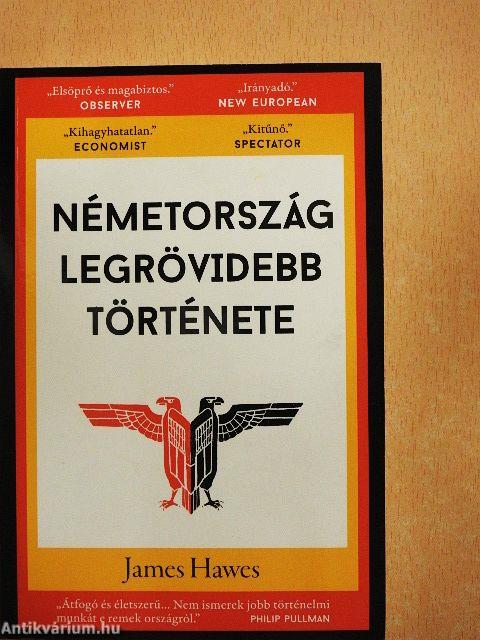 „Elsöprő és magabiztos.”
OBSERVER
„Irányadó.”
NEW EUROPEAN
„Kihagyhatatlan.”
ECONOMIST
„Kitűnő.”
SPECTATOR
NÉMETORSZÁG
LEGRÖVIDEBB
TÖRTÉNETE
James Hawes
„Átfogó és életszerű... Nem ismerek jobb történelmi
munkát e remek országról.” PHILIP PULLMAN
Antikvárium.hu